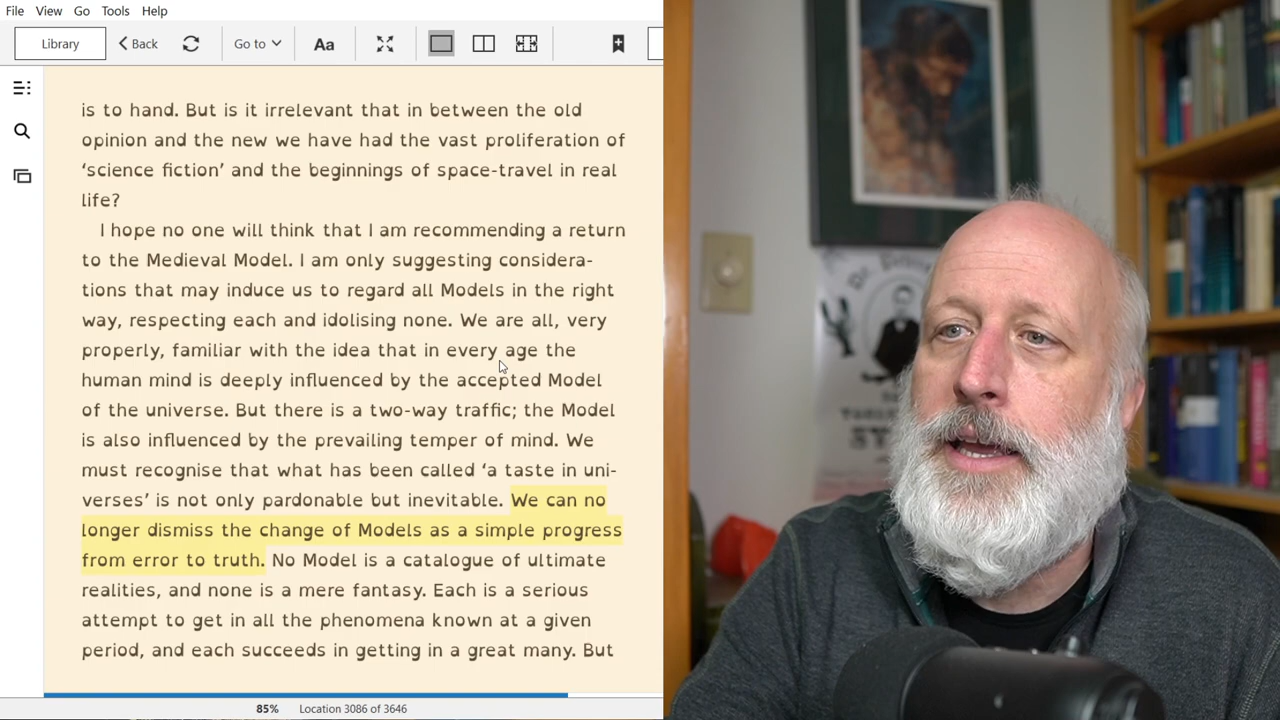 File View Go Tools Help
Library Back Go to Aa
is to hand. But is it irrelevant that in between the old
opinion and the new we have had the vast proliferation of
‘science fiction’ and the beginnings of space-travel in real
life?
I hope no one will think that I am recommending a return
to the Medieval Model. I am only suggesting considera-
tions that may induce us to regard all Models in the right
way, respecting each and idolising none. We are all, very
properly, familiar with the idea that in every age the
human mind is deeply influenced by the accepted Model
of the universe. But there is a two-way traffic; the Model
is also influenced by the prevailing temper of mind. We
must recognise that what has been called ‘a taste in uni-
verses’ is not only pardonable but inevitable. We can no
longer dismiss the change of Models as a simple progress
from error to truth. No Model is a catalogue of ultimate
realities, and none is a mere fantasy. Each is a serious
attempt to get in all the phenomena known at a given
period, and each succeeds in getting in a great many. But
85% Location 3086 of 3646